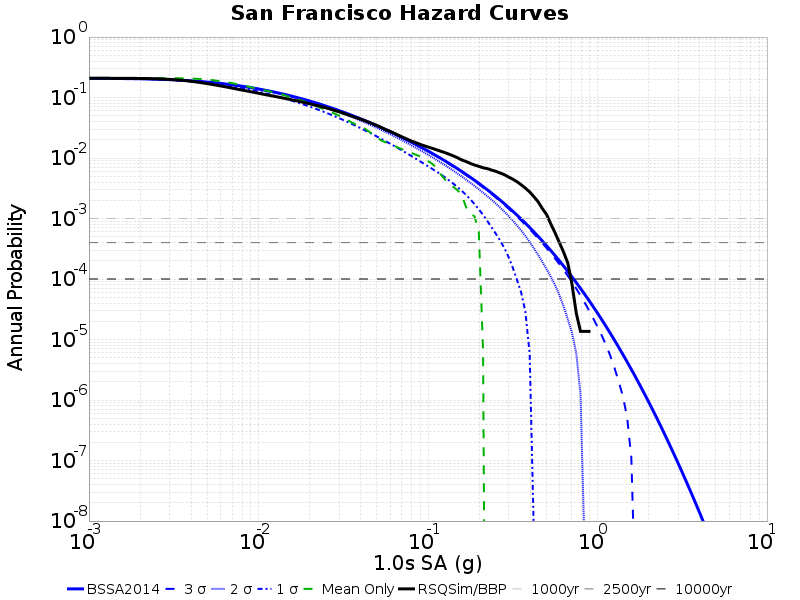 San Francisco Hazard Curves
Annual Probability
10^0
10^-1
10^-2
10^-3
10^-4
10^-5
10^-6
10^-7
10^-8
10^-3 10^-2 10^-1 10^0 10^1
1.0s SA (g)
BSSA2014 3 σ 2 σ 1 σ Mean Only RSQSim/BBP 1000yr 2500yr 10000yr